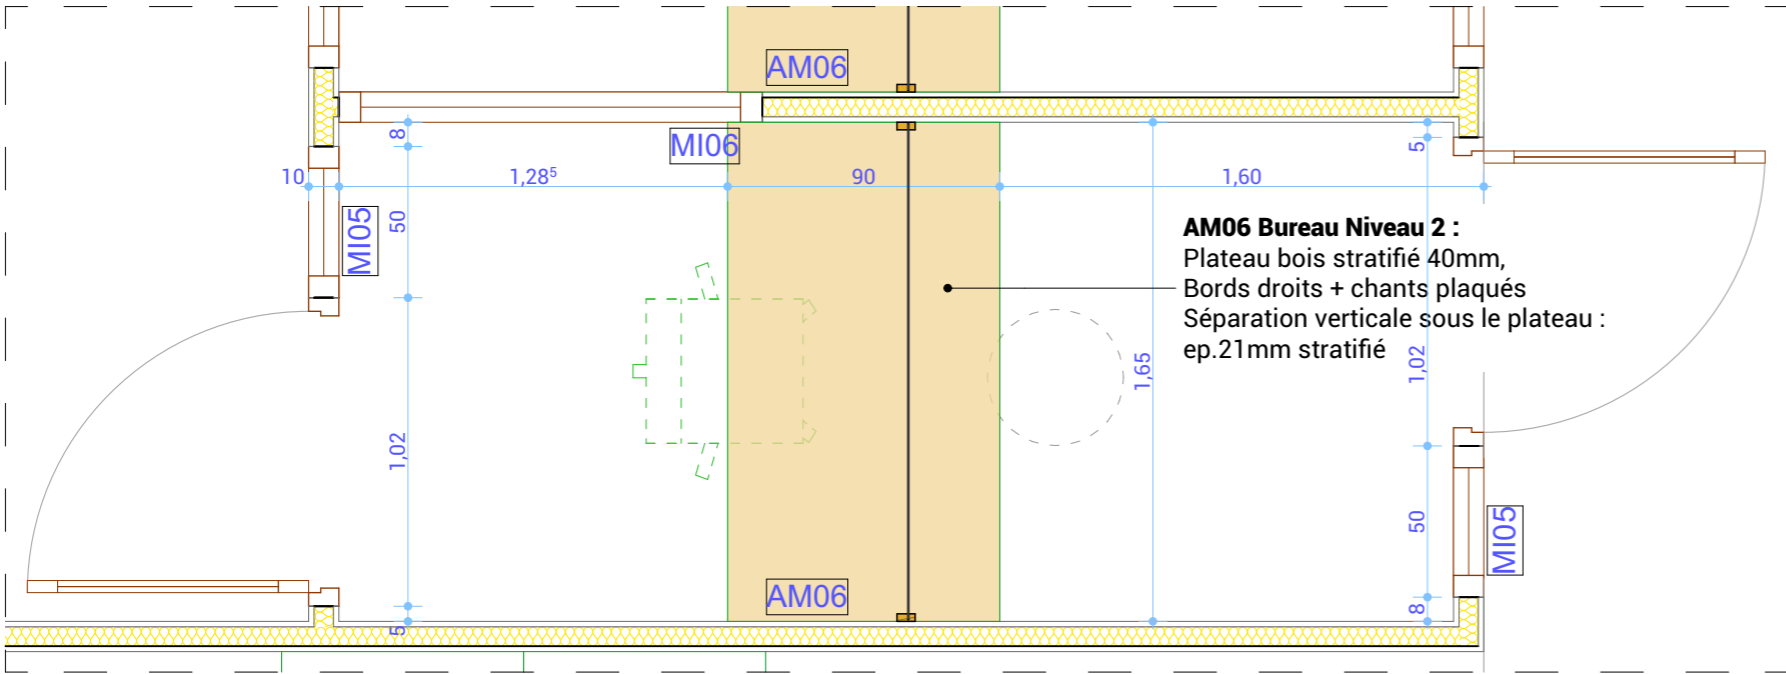 AM06
MI06
8
5
10
1,28⁵
90
1,60
50
MI05
AM06 Bureau Niveau 2 :
Plateau bois stratifié 40mm,
Bords droits + chants plaqués
Séparation verticale sous le plateau :
ep.21mm stratifié
1,65
1,02
1,02
50
MI05
AM06
8
5